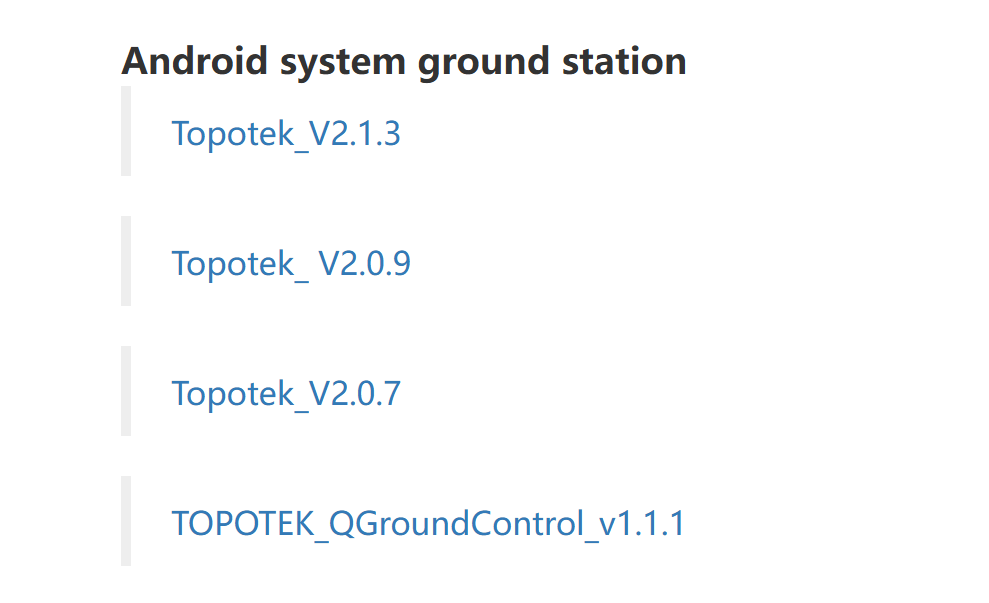 Android system ground station
Topotek_V2.1.3
Topotek_ V2.0.9
Topotek_V2.0.7
TOPOTEK_QGroundControl_v1.1.1